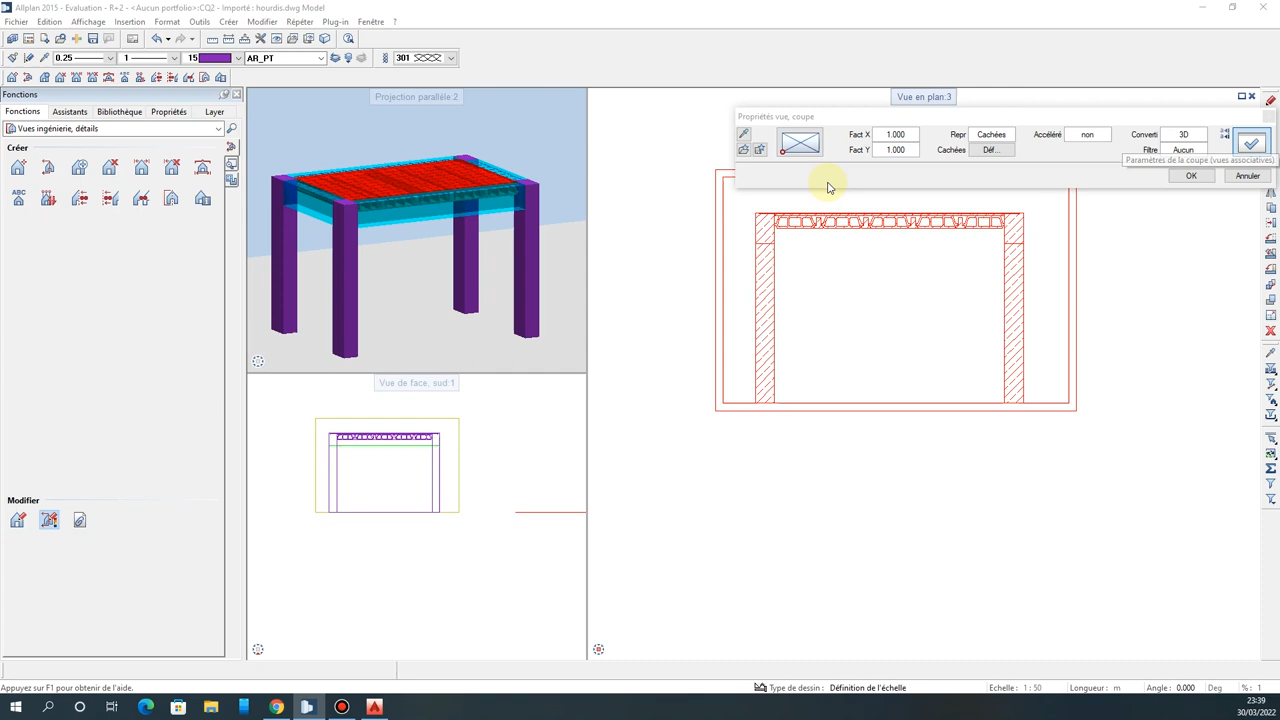 Allplan 2015 - Evaluation - R+2 - <Aucun portfolio>:CQ2 - Importé : hourdis.dwg Model
Fichier Edition Affichage Insertion Format Outils Créer Modifier Répéter Plug-in Fenêtre ?
0.25 1 15 AR_PT 301
Fonctions
Fonctions Assistants Bibliothèque Propriétés Layer
Vues ingénierie, détails
Créer
ABC
Modifier
Projection parallèle:2
Vue de face, sud:1
Vue en plan:3
Propriétés vue, coupe
Fact X 1.000 Repr Cachées Accéléré non Converti 3D
Fact Y 1.000 Cachées Déf... Filtre Aucun
Paramètres de la coupe (vues associatives)
OK Annuler
Appuyez sur F1 pour obtenir de l'aide. Type de dessin : Définition de l'échelle Echelle : 1 : 50 Longueur : m Angle : 0.000 Deg % : 1
23:39
30/03/2022